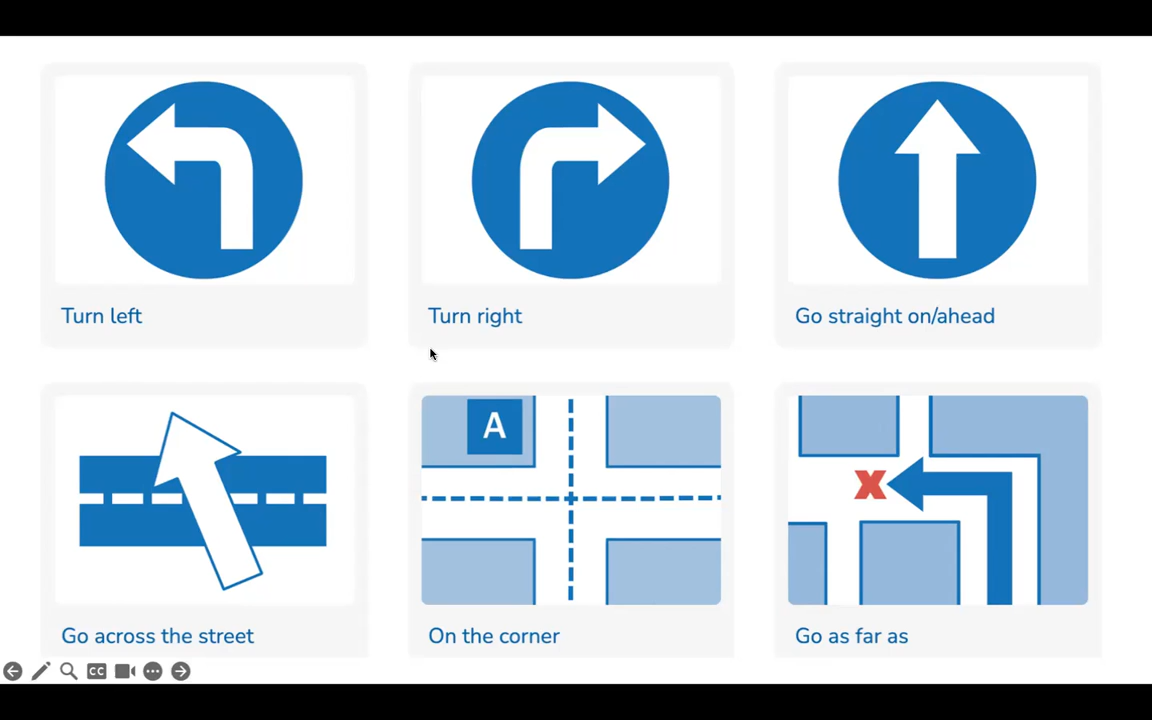 Turn left
Turn right
Go straight on/ahead
A
X
Go across the street
On the corner
Go as far as
CC